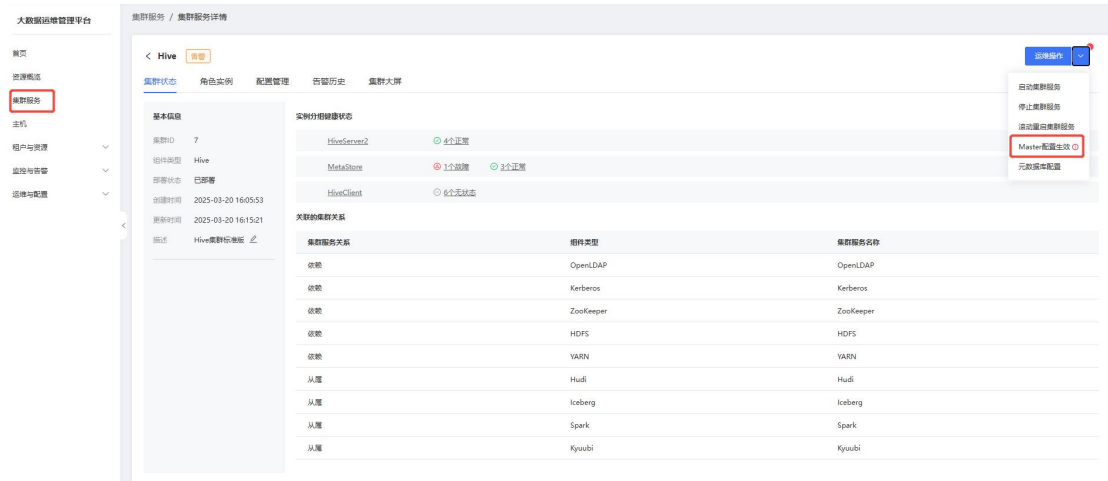 大数据运维管理平台
集群服务 / 集群服务详情
首页
资源概览
集群服务
主机
租户与资源
监控与告警
运维与配置
< Hive 告警
运维操作
集群状态 角色实例 配置管理 告警历史 集群大屏
启动集群服务
停止集群服务
滚动重启集群服务
Master配置生效
元数据库配置
基本信息
集群ID 7
组件类型 Hive
部署状态 已部署
创建时间 2025-03-20 16:05:53
更新时间 2025-03-20 16:15:21
描述 Hive集群标准版
实例分组健康状态
HiveServer2 4个正常
MetaStore 1个故障 3个正常
HiveClient 6个无状态
关联的集群关系
集群服务关系 组件类型 集群服务名称
依赖 OpenLDAP OpenLDAP
依赖 Kerberos Kerberos
依赖 ZooKeeper ZooKeeper
依赖 HDFS HDFS
依赖 YARN YARN
从属 Hudi Hudi
从属 Iceberg Iceberg
从属 Spark Spark
从属 Kyuubi Kyuubi